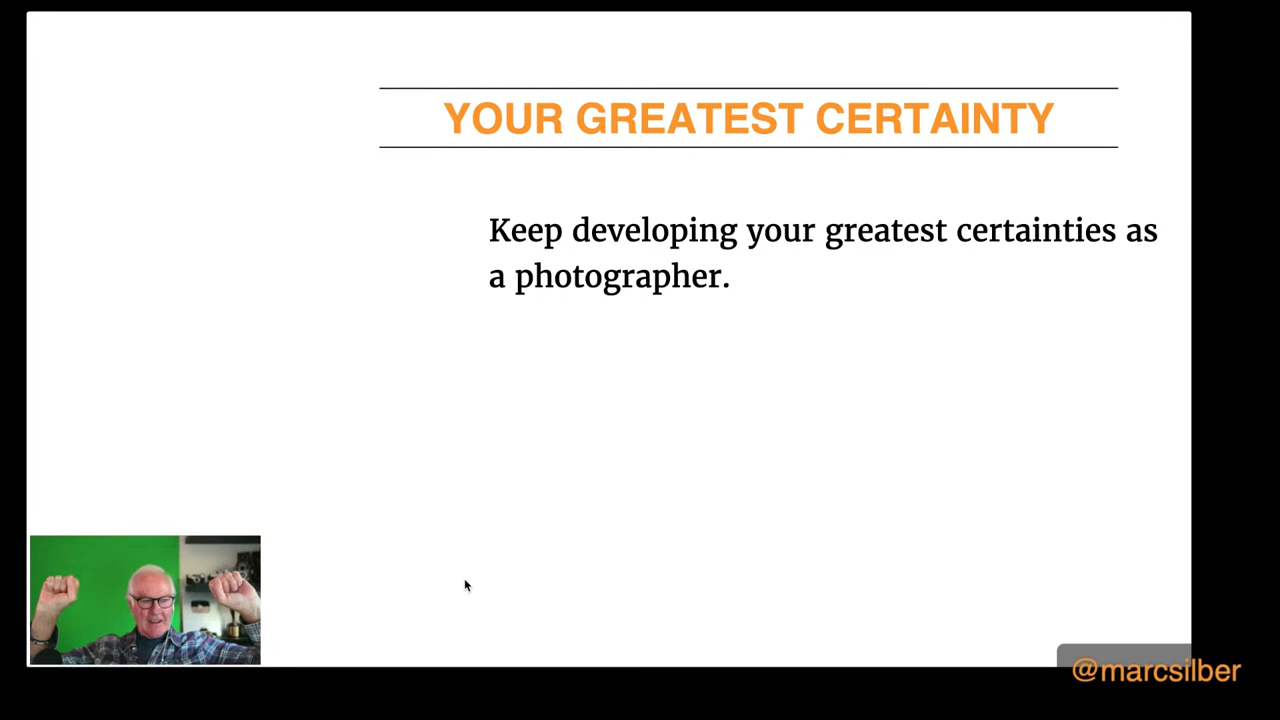 YOUR GREATEST CERTAINTY
Keep developing your greatest certainties as
a photographer.
@marcsilber